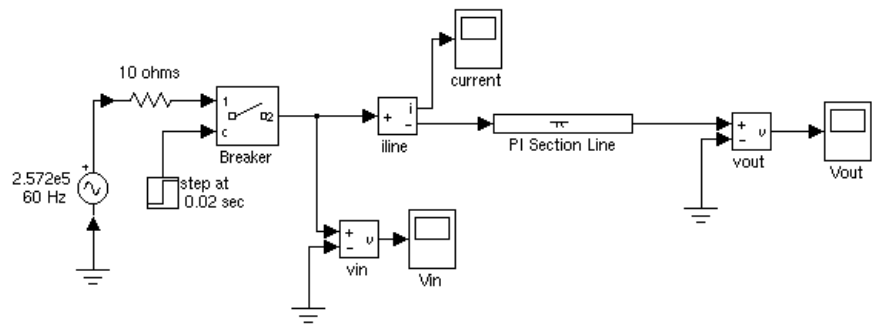 current
10 ohms
1
c
2
Breaker
+
i
−
iline
PI Section Line
+
−
v
vout
Vout
+
2.572e5
60 Hz
step at
0.02 sec
+
−
v
vin
Vin